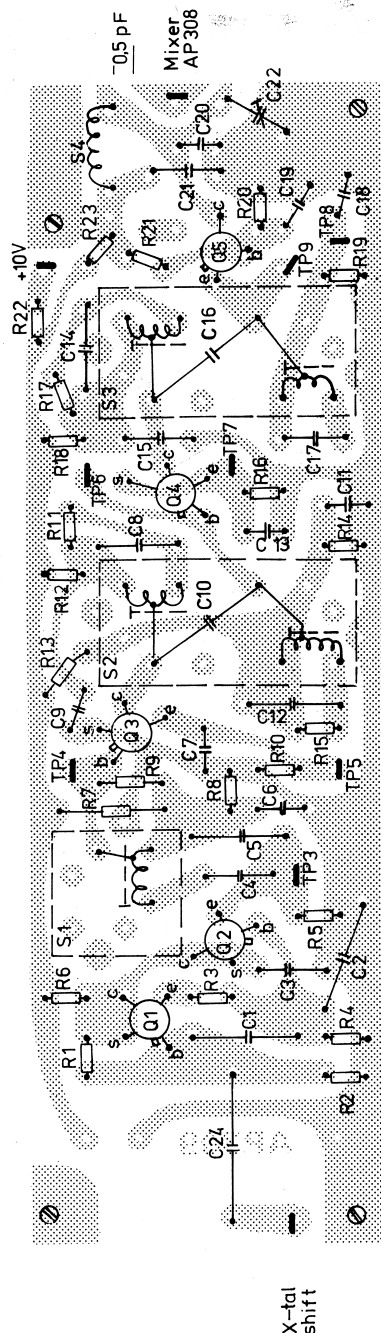 +10V
R22
R1
R6
S1
R7
TP4
C9
R13
R12
R11
TP6
R18
R17
C14
R23
S4
0,5 pF
Q1
s
c
a
b
e
R9
Q3
s
c
b
a
e
S2
C8
s
c
Q4
a
b
e
C15
S3
R21
C21
C20
Mixer
AP308
C24
C1
R3
Q2
c
e
s
a
b
C4
C5
R8
C7
C10
TP7
C16
e
c
Q5
b
R20
C22
C3
TP3
C6
R10
C12
C13
R16
TP9
C19
X-tal
shift
R2
R4
C2
R5
TP5
R15
R14
C11
C17
R19
TP8
C18